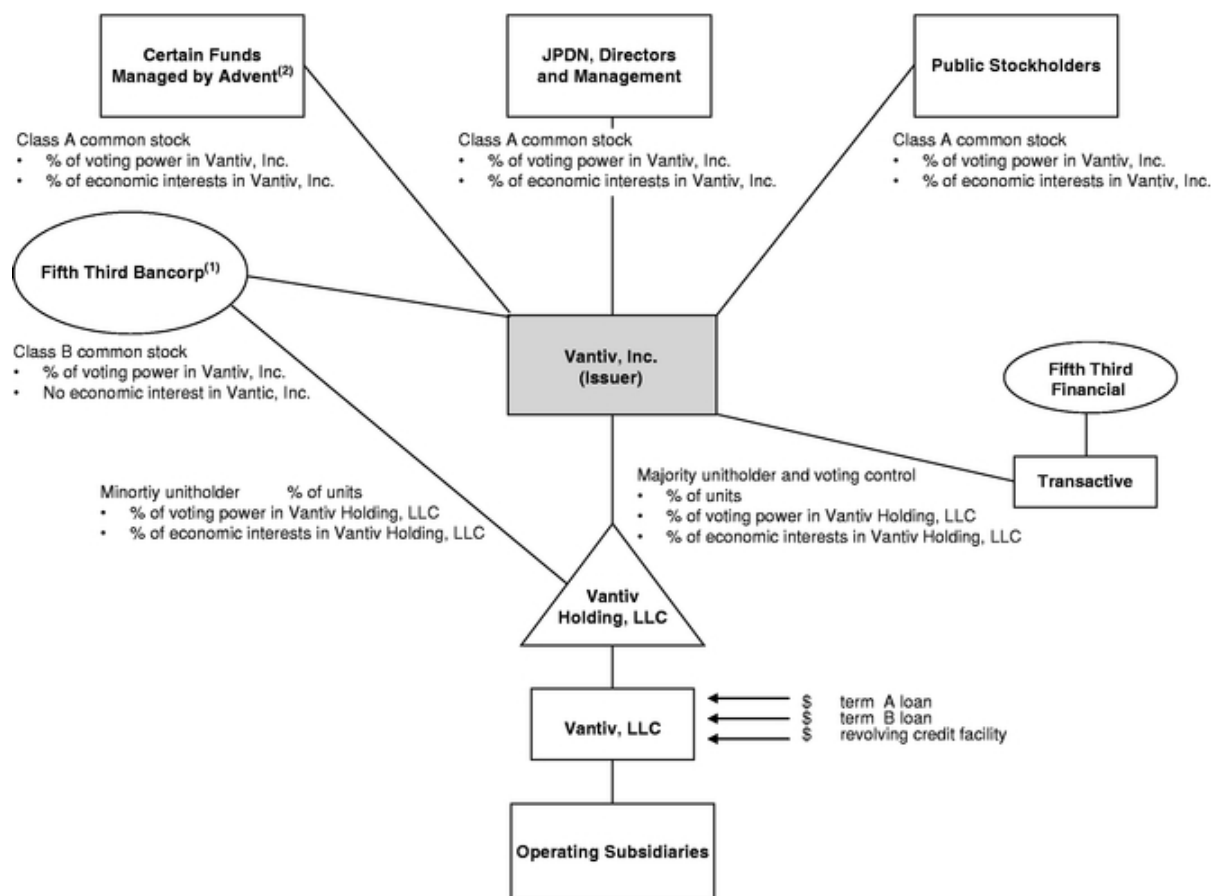 Certain Funds
Managed by Advent(2)
JPDN, Directors
and Management
Public Stockholders
Class A common stock
• % of voting power in Vantiv, Inc.
• % of economic interests in Vantiv, Inc.
Class A common stock
• % of voting power in Vantiv, Inc.
• % of economic interests in Vantiv, Inc.
Class A common stock
• % of voting power in Vantiv, Inc.
• % of economic interests in Vantiv, Inc.
Fifth Third Bancorp(1)
Class B common stock
• % of voting power in Vantiv, Inc.
• No economic interest in Vantic, Inc.
Vantiv, Inc.
(Issuer)
Fifth Third
Financial
Transactive
Minortiy unitholder % of units
• % of voting power in Vantiv Holding, LLC
• % of economic interests in Vantiv Holding, LLC
Majority unitholder and voting control
• % of units
• % of voting power in Vantiv Holding, LLC
• % of economic interests in Vantiv Holding, LLC
Vantiv
Holding, LLC
Vantiv, LLC
$ term A loan
$ term B loan
$ revolving credit facility
Operating Subsidiaries